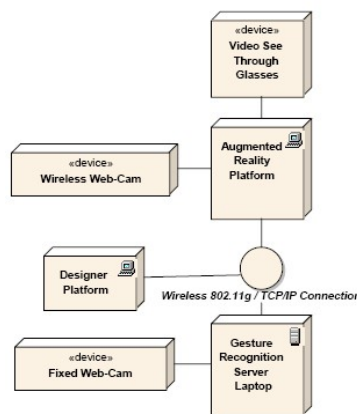 «device»
Video See
Through
Glasses
«device»
Wireless Web-Cam
Augmented
Reality
Platform
Designer
Platform
Wireless 802.11g / TCP/IP Connection
«device»
Fixed Web-Cam
Gesture
Recognition
Server
Laptop